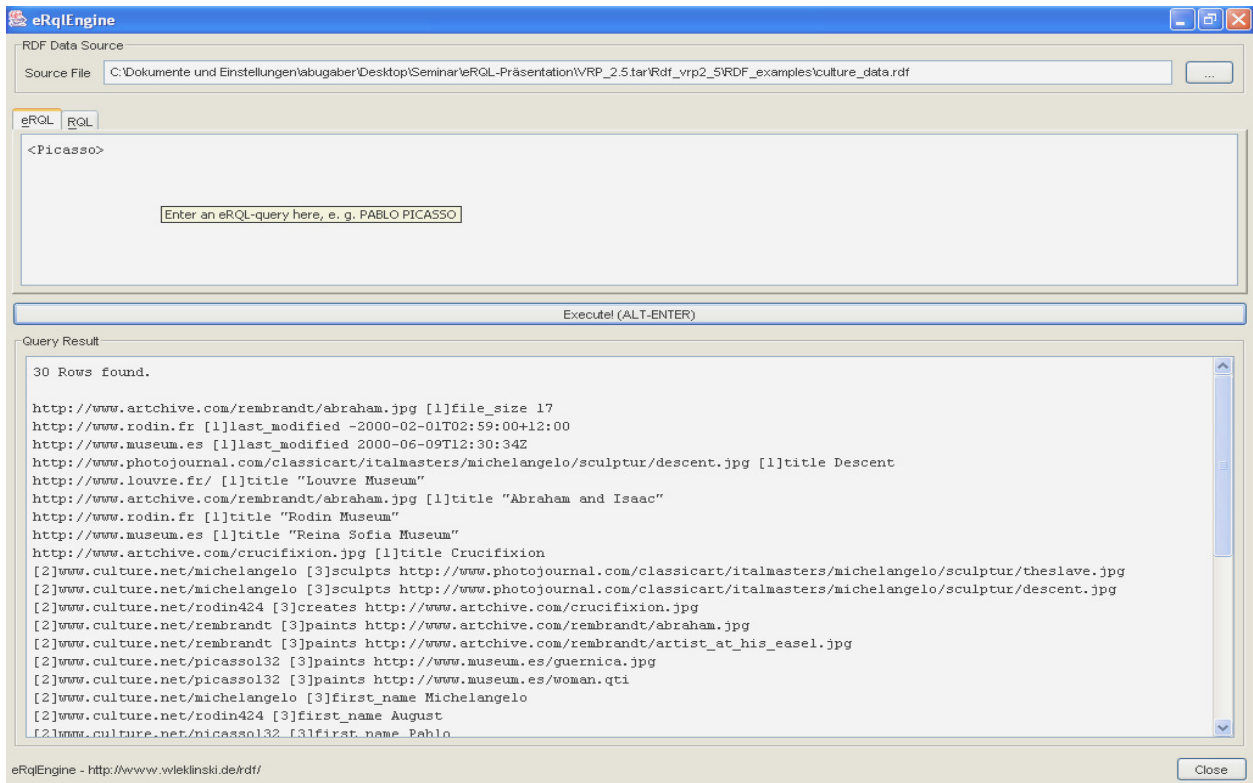 eRqlEngine
RDF Data Source
Source File C:\Dokumente und Einstellungen\abugaber\Desktop\Seminar\eRQL-Präsentation\VRP_2.5.tar\Rdf_vrp2_5\RDF_examples\culture_data.rdf ...
eRQL RQL
<Picasso>
Enter an eRQL-query here, e. g. PABLO PICASSO
Execute! (ALT-ENTER)
Query Result
30 Rows found.
http://www.artchive.com/rembrandt/abraham.jpg [1]file_size 17
http://www.rodin.fr [1]last_modified -2000-02-01T02:59:00+12:00
http://www.museum.es [1]last_modified 2000-06-09T12:30:34Z
http://www.photojournal.com/classicart/italmasters/michelangelo/sculptur/descent.jpg [1]title Descent
http://www.louvre.fr/ [1]title "Louvre Museum"
http://www.artchive.com/rembrandt/abraham.jpg [1]title "Abraham and Isaac"
http://www.rodin.fr [1]title "Rodin Museum"
http://www.museum.es [1]title "Reina Sofia Museum"
http://www.artchive.com/crucifixion.jpg [1]title Crucifixion
[2]www.culture.net/michelangelo [3]sculpts http://www.photojournal.com/classicart/italmasters/michelangelo/sculptur/theslave.jpg
[2]www.culture.net/michelangelo [3]sculpts http://www.photojournal.com/classicart/italmasters/michelangelo/sculptur/descent.jpg
[2]www.culture.net/rodin424 [3]creates http://www.artchive.com/crucifixion.jpg
[2]www.culture.net/rembrandt [3]paints http://www.artchive.com/rembrandt/abraham.jpg
[2]www.culture.net/rembrandt [3]paints http://www.artchive.com/rembrandt/artist_at_his_easel.jpg
[2]www.culture.net/picasso132 [3]paints http://www.museum.es/guernica.jpg
[2]www.culture.net/picasso132 [3]paints http://www.museum.es/woman.qti
[2]www.culture.net/michelangelo [3]first_name Michelangelo
[2]www.culture.net/rodin424 [3]first_name August
[2]www.culture.net/picasso132 [3]first_name Pablo
eRqlEngine - http://www.wleklinski.de/rdf/ Close